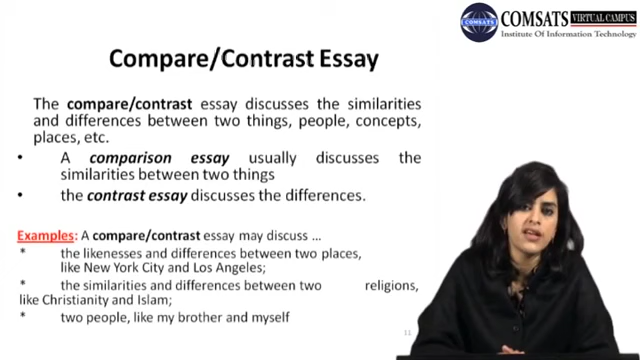 COMSATS VIRTUAL CAMPUS
Institute Of Information Technology
Compare/Contrast Essay
The compare/contrast essay discusses the similarities
and differences between two things, people, concepts,
places, etc.
• A comparison essay usually discusses the
similarities between two things
• the contrast essay discusses the differences.
Examples: A compare/contrast essay may discuss ...
* the likenesses and differences between two places,
like New York City and Los Angeles;
* the similarities and differences between two religions,
like Christianity and Islam;
* two people, like my brother and myself
11